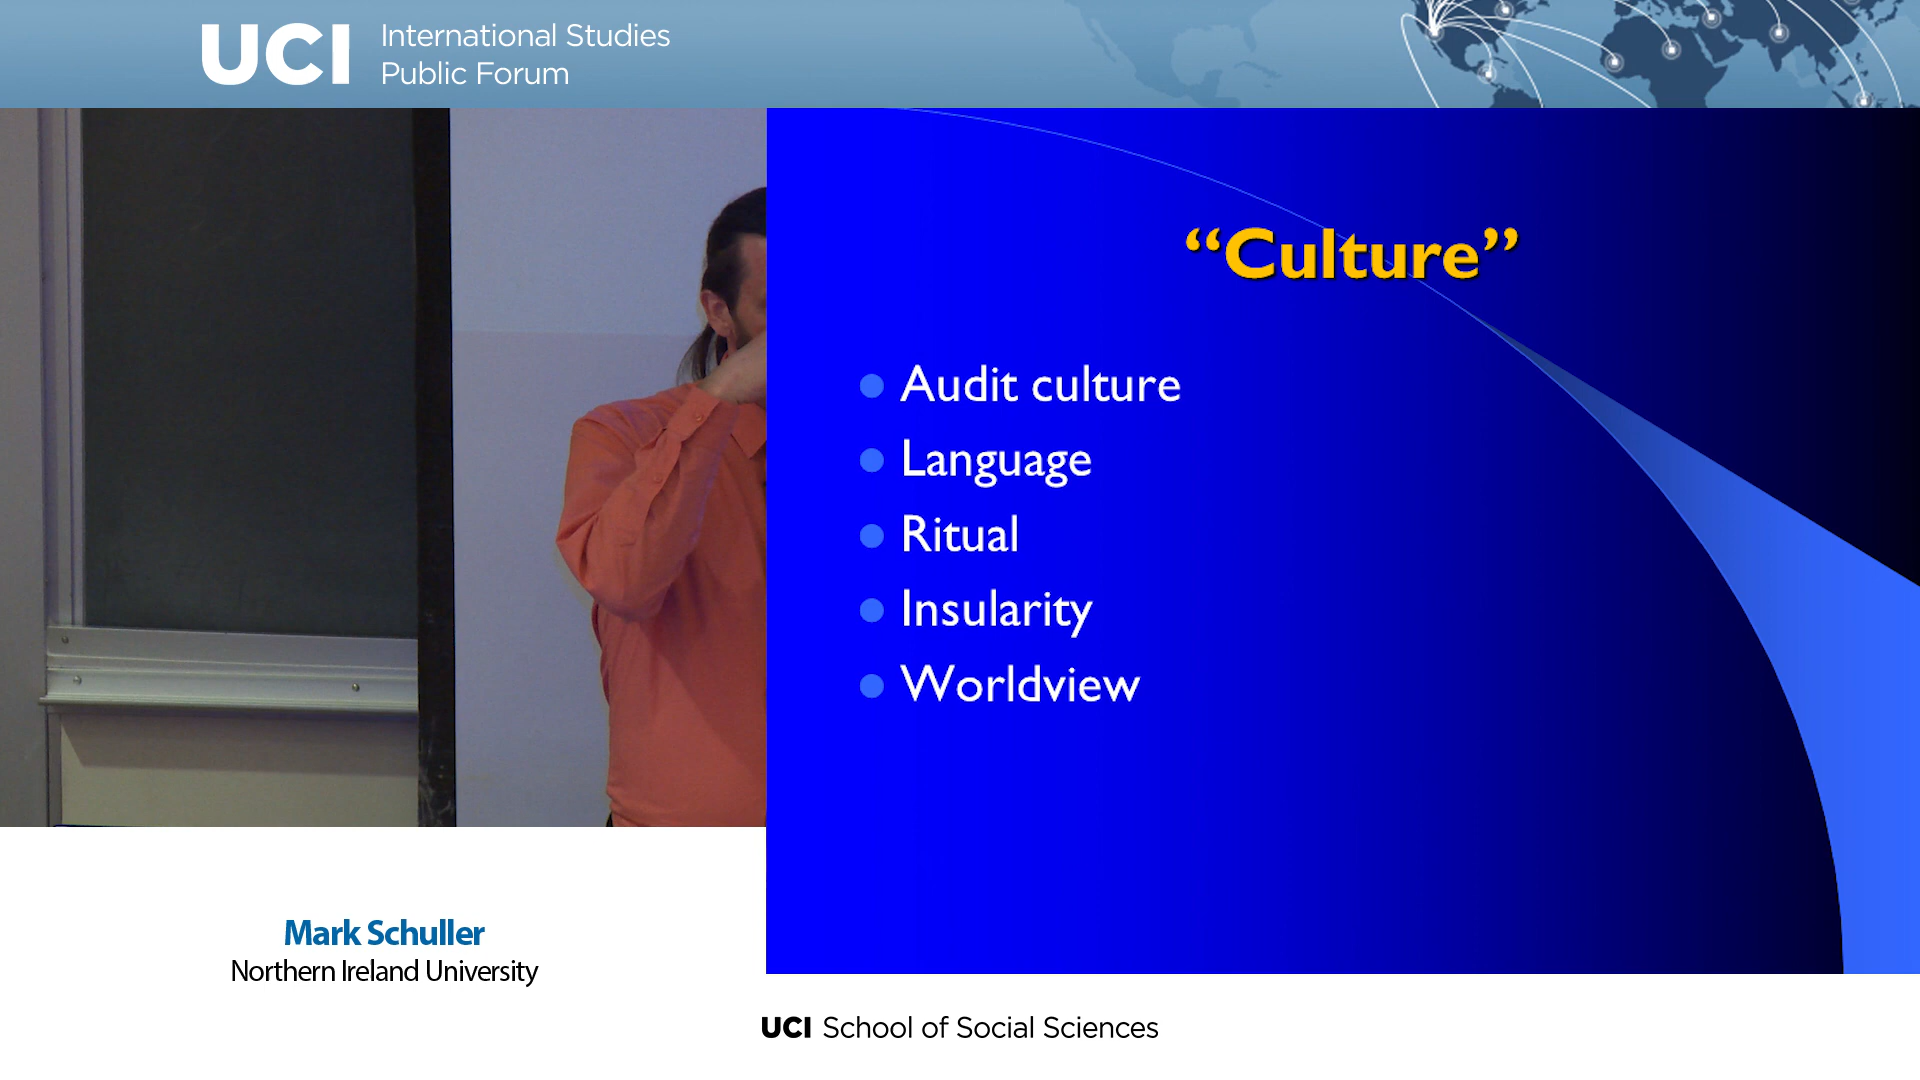 UCI
International Studies
Public Forum
“Culture”
Audit culture
Language
Ritual
Insularity
Worldview
Mark Schuller
Northern Ireland University
UCI School of Social Sciences